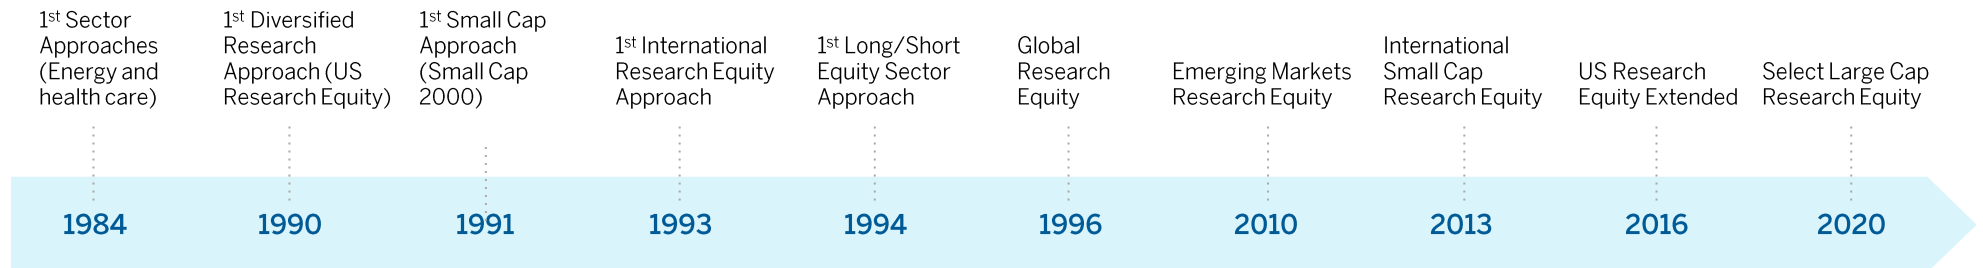 1st Sector
Approaches
(Energy and
health care)
1st Diversified
Research
Approach (US
Research Equity)
1st Small Cap
Approach
(Small Cap
2000)
1st International
Research Equity
Approach
1st Long/Short
Equity Sector
Approach
Global
Research
Equity
Emerging Markets
Research Equity
International
Small Cap
Research Equity
US Research
Equity Extended
Select Large Cap
Research Equity
1984
1990
1991
1993
1994
1996
2010
2013
2016
2020